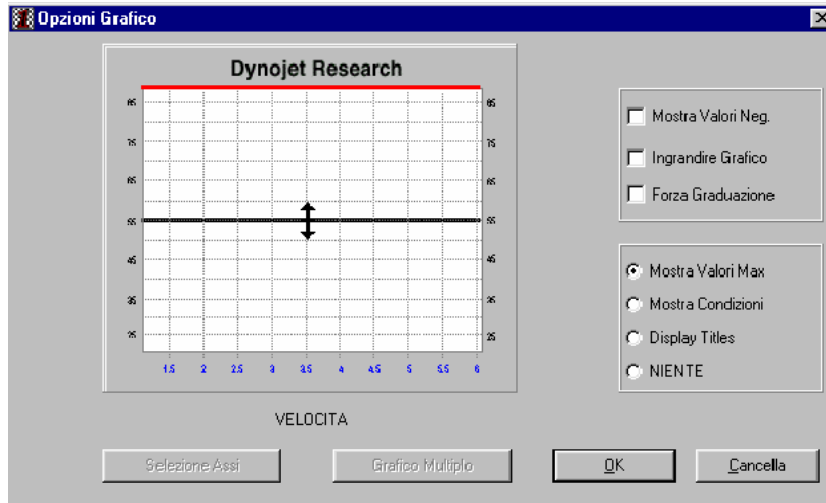 Opzioni Grafico
Dynojet Research
85 85
75 75
65 65
55 55
45 45
35 35
25 25
1.5 2 2.5 3 3.5 4 4.5 5 5.5 6
VELOCITA
Mostra Valori Neg.
Ingrandire Grafico
Forza Graduazione
Mostra Valori Max
Mostra Condizioni
Display Titles
NIENTE
Selezione Assi
Grafico Multiplo
OK
Cancella